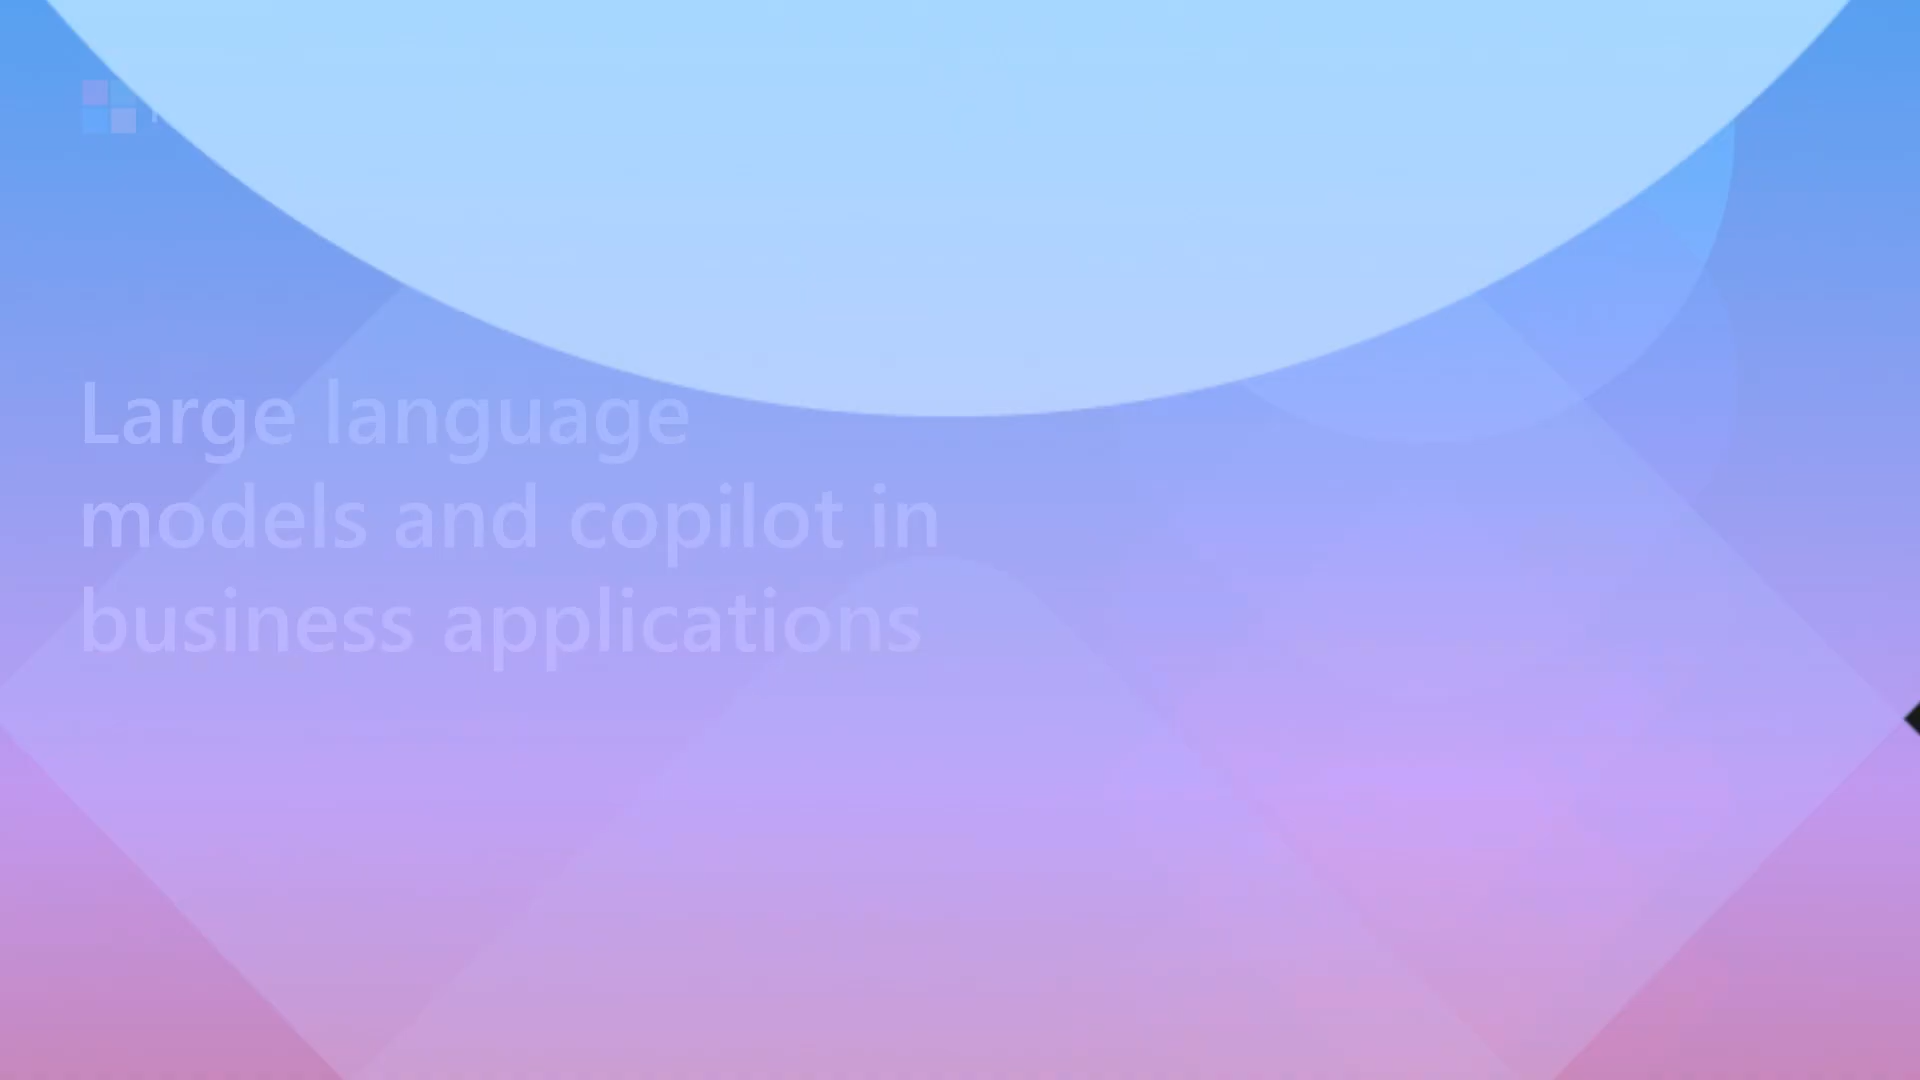 Large language
models and copilot in
business applications